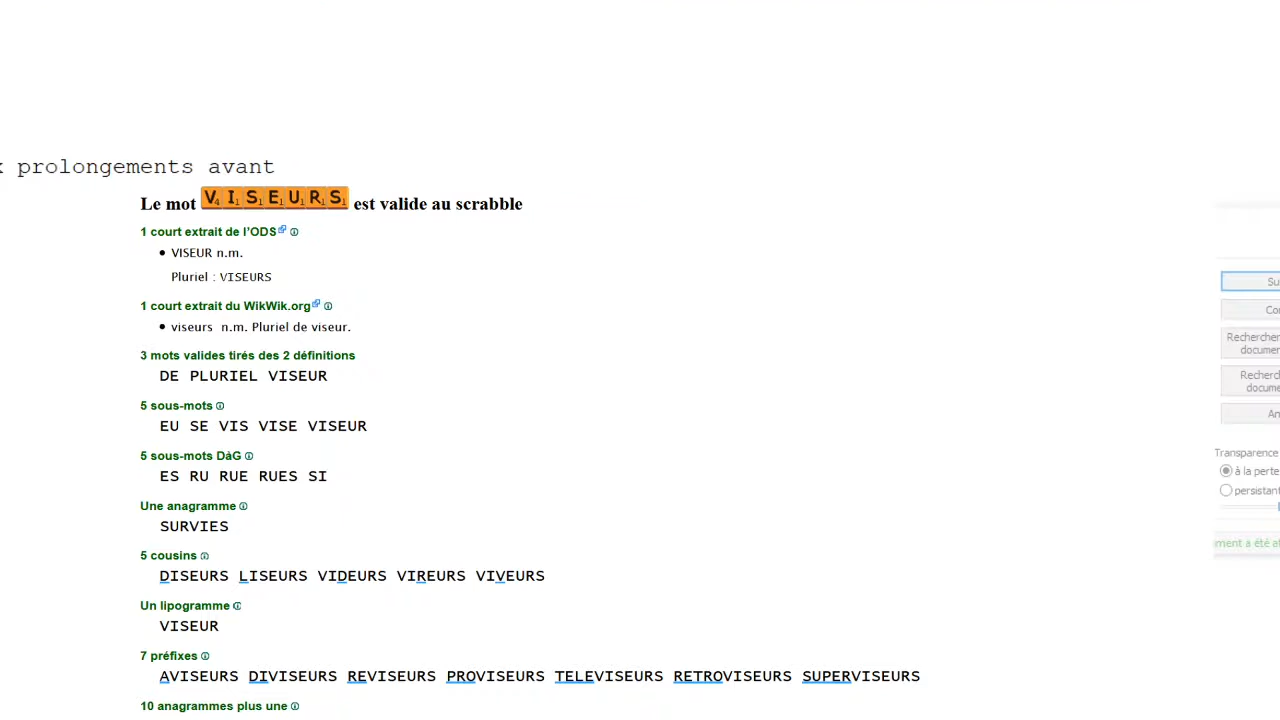 prolongements avant
Le mot VISEURS est valide au scrabble
1 court extrait de l'ODS
• VISEUR n.m.
Pluriel : VISEURS
1 court extrait du WikWik.org
• viseurs n.m. Pluriel de viseur.
3 mots valides tirés des 2 définitions
DE PLURIEL VISEUR
5 sous-mots
EU SE VIS VISE VISEUR
5 sous-mots DàG
ES RU RUE RUES SI
Une anagramme
SURVIES
5 cousins
DISEURS LISEURS VIDEURS VIREURS VIVEURS
Un lipogramme
VISEUR
7 préfixes
AVISEURS DIVISEURS REVISEURS PROVISEURS TELEVISEURS RETROVISEURS SUPERVISEURS
10 anagrammes plus une
Rechercher
Transparence
à la perte
persistant
a été